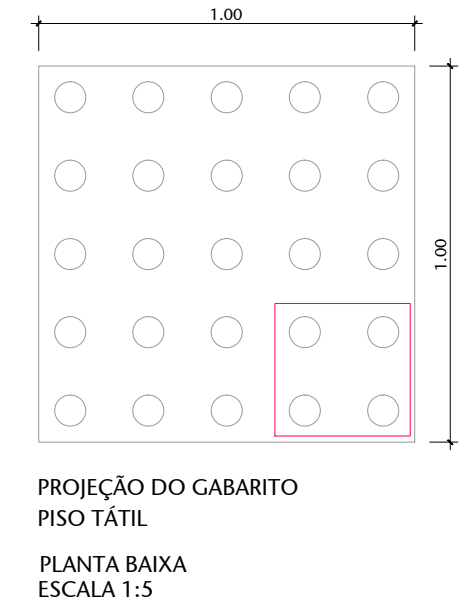 1.00
1.00
PROJEÇÃO DO GABARITO
PISO TÁTIL
PLANTA BAIXA
ESCALA 1:5